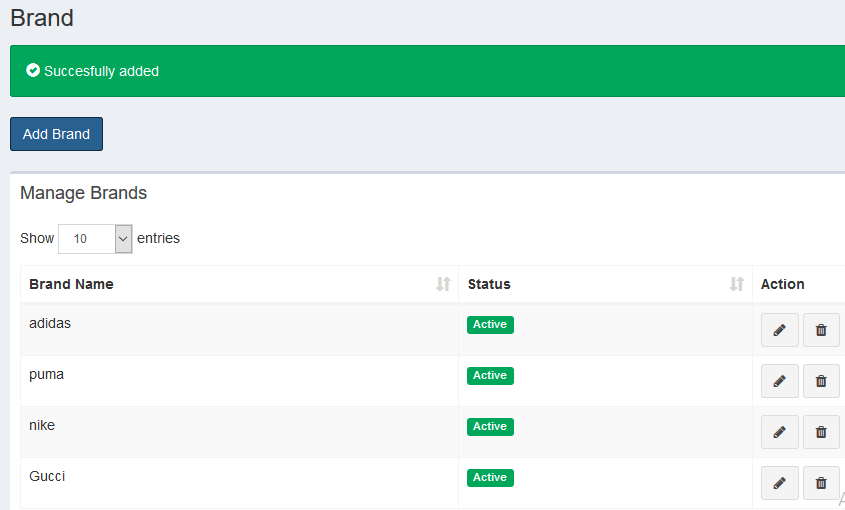 Brand
Succesfully added
Add Brand
Manage Brands
Show 10 entries
Brand Name Status Action
adidas Active
puma Active
nike Active
Gucci Active